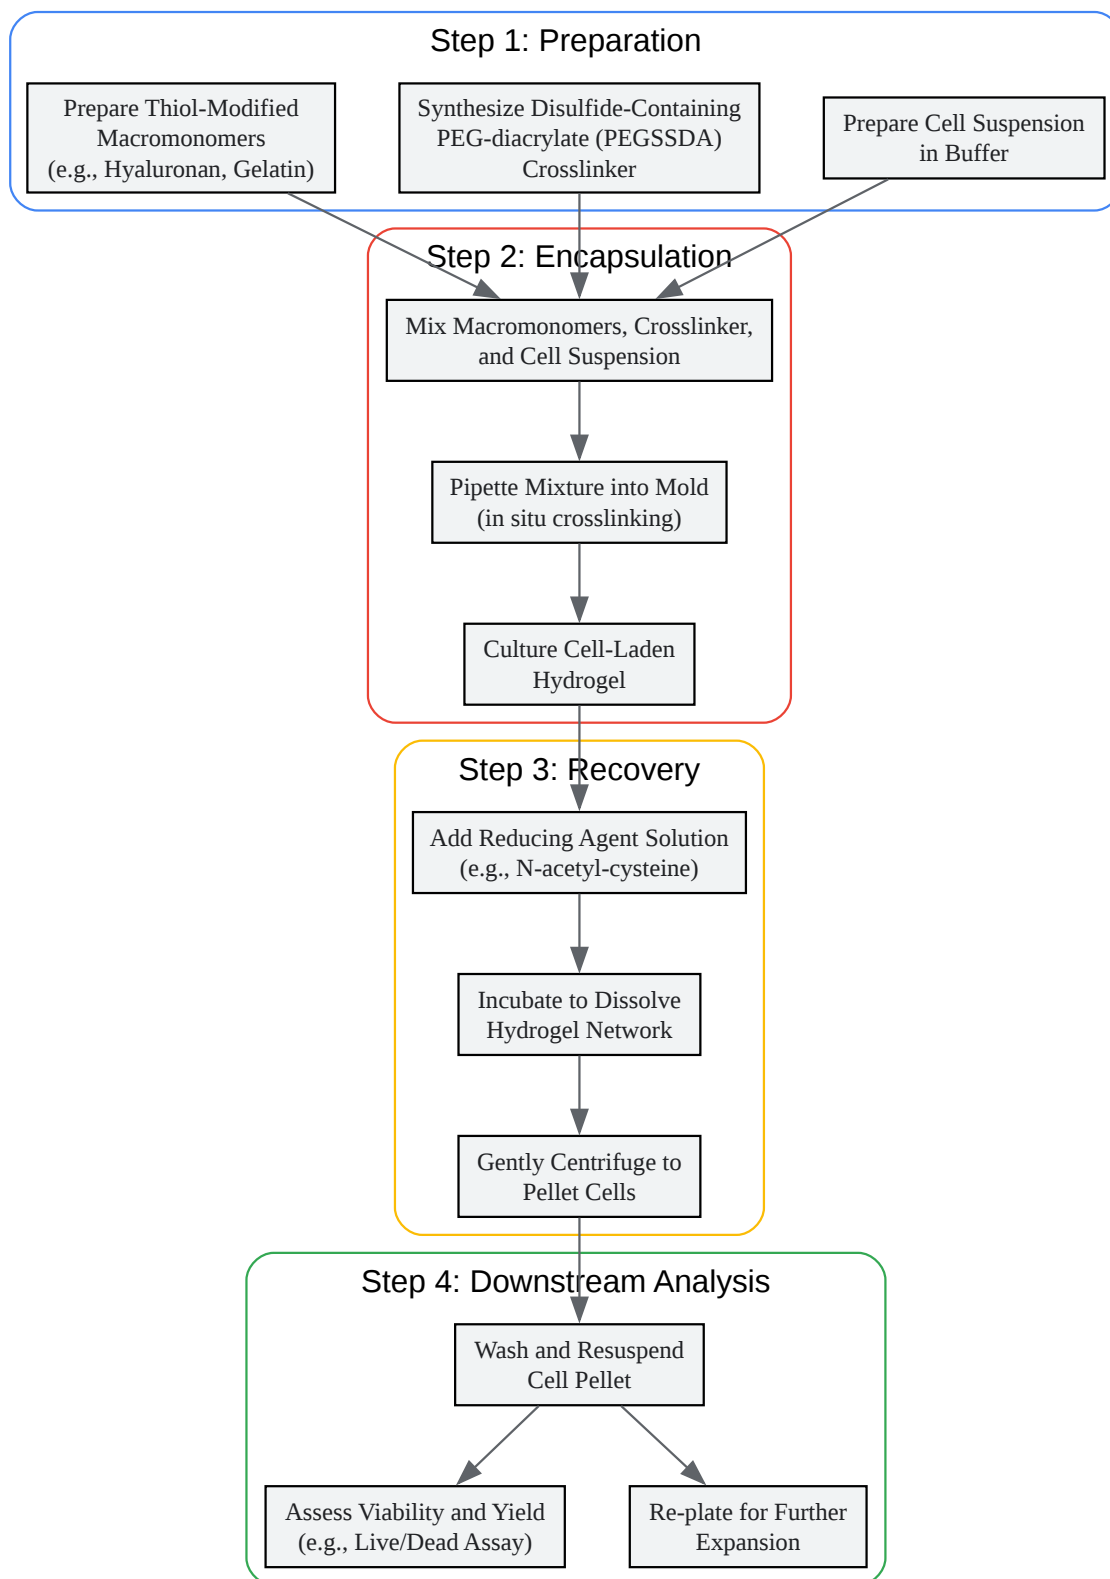 Step 1: Preparation
Prepare Thiol-Modified
Macromonomers
(e.g., Hyaluronan, Gelatin)
Synthesize Disulfide-Containing
PEG-diacrylate (PEGSSDA)
Crosslinker
Prepare Cell Suspension
in Buffer
Step 2: Encapsulation
Mix Macromonomers, Crosslinker,
and Cell Suspension
Pipette Mixture into Mold
(in situ crosslinking)
Culture Cell-Laden
Hydrogel
Step 3: Recovery
Add Reducing Agent Solution
(e.g., N-acetyl-cysteine)
Incubate to Dissolve
Hydrogel Network
Gently Centrifuge to
Pellet Cells
Step 4: Downstream Analysis
Wash and Resuspend
Cell Pellet
Assess Viability and Yield
(e.g., Live/Dead Assay)
Re-plate for Further
Expansion